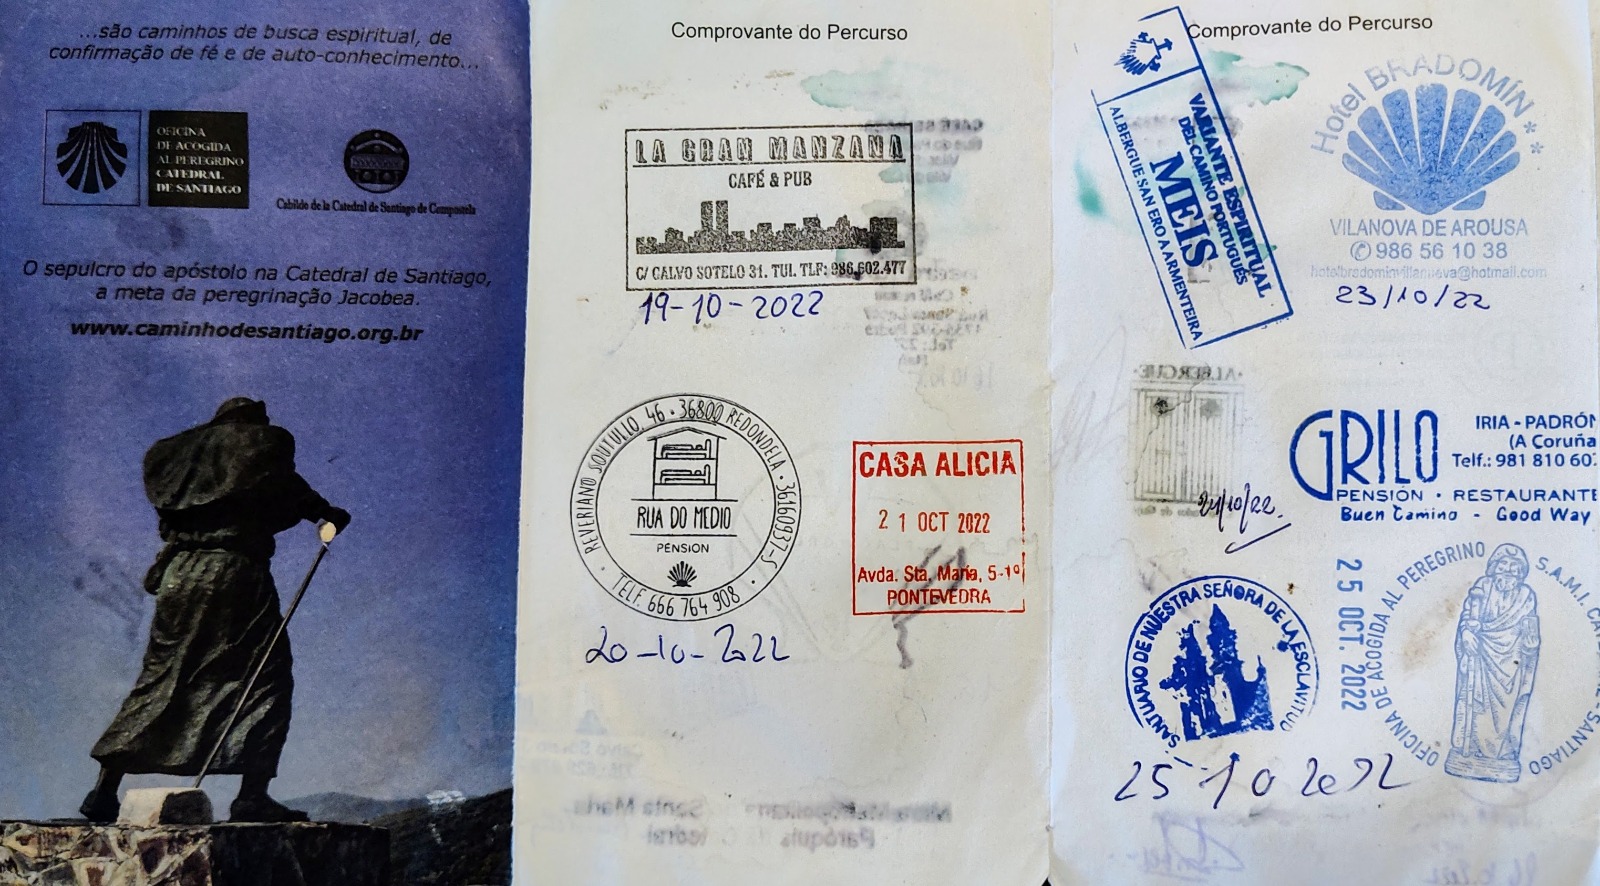 ...são caminhos de busca espiritual, de
confirmação de fé e de auto-conhecimento...
OFICINA
DE ACOGIDA
AL PEREGRINO
CATEDRAL
DE SANTIAGO
Cabildo de la Catedral de Santiago de Compostela
O sepulcro do apóstolo na Catedral de Santiago,
a meta da peregrinação Jacobea.
www.caminhodesantiago.org.br
Comprovante do Percurso
LA GRAN MANZANA
CAFÉ & PUB
C/ CALVO SOTELO 31. TUI. TLF: 986.602.477
19-10-2022
REVERIANO SOUTULLO, 46 · 36800 REDONDELA · 36160937-S
RUA DO MEDIO
PENSION
· TELF. 666 764 908 ·
20-10-2022
CASA ALICIA
21 OCT 2022
Avda. Sta. María, 5-1º
PONTEVEDRA
Comprovante do Percurso
VARIANTE ESPIRITUAL
DEL CAMINO PORTUGUÉS
MEIS
ALBERGUE SAN ERO A ARMENTEIRA
Hotel BRADOMÍN**
VILANOVA DE AROUSA
986 56 10 38
23/10/22
ALBERGUE
24/10/22.
GRILO
IRIA - PADRÓN
(A Coruña
Telf.: 981 810 60
PENSIÓN · RESTAURANTE
Buen Camino - Good Way
SANTUARIO DE NUESTRA SEÑORA DE LA ESCLAVITUD
25 10 2022
25 OCT. 2022
OFICINA DE ACOGIDA AL PEREGRINO
S.A.M.I. SANTIAGO